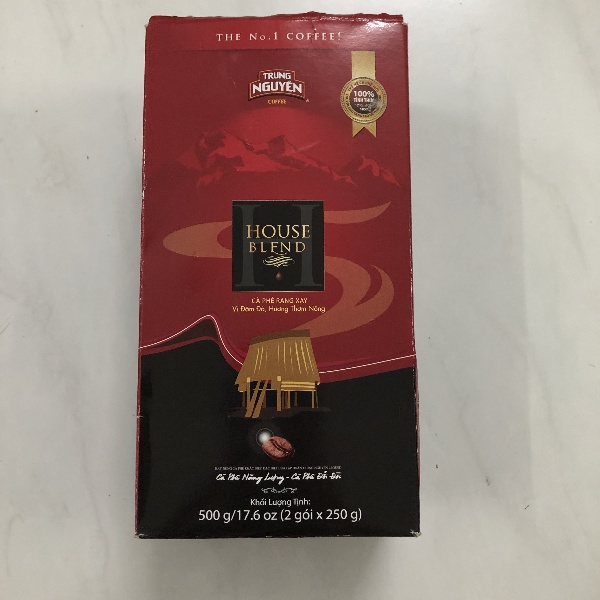 THE No.1 COFFEE!
TRUNG
NGUYÊN
COFFEE
100%
TINH THỨC
H
HOUSE
BLEND
CÀ PHÊ RANG XAY
Vị Đậm Đà, Hương Thơm Nồng
Cà Phê Năng Lượng - Cà Phê Đổi Đời
Khối Lượng Tịnh:
500 g/17.6 oz (2 gói x 250 g)